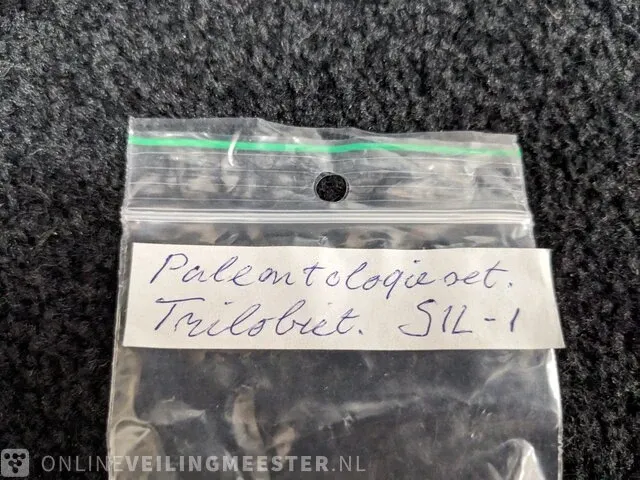 Paleontologieset.
Trilobiet. SIL-1
ONLINEVEILINGMEESTER.NL